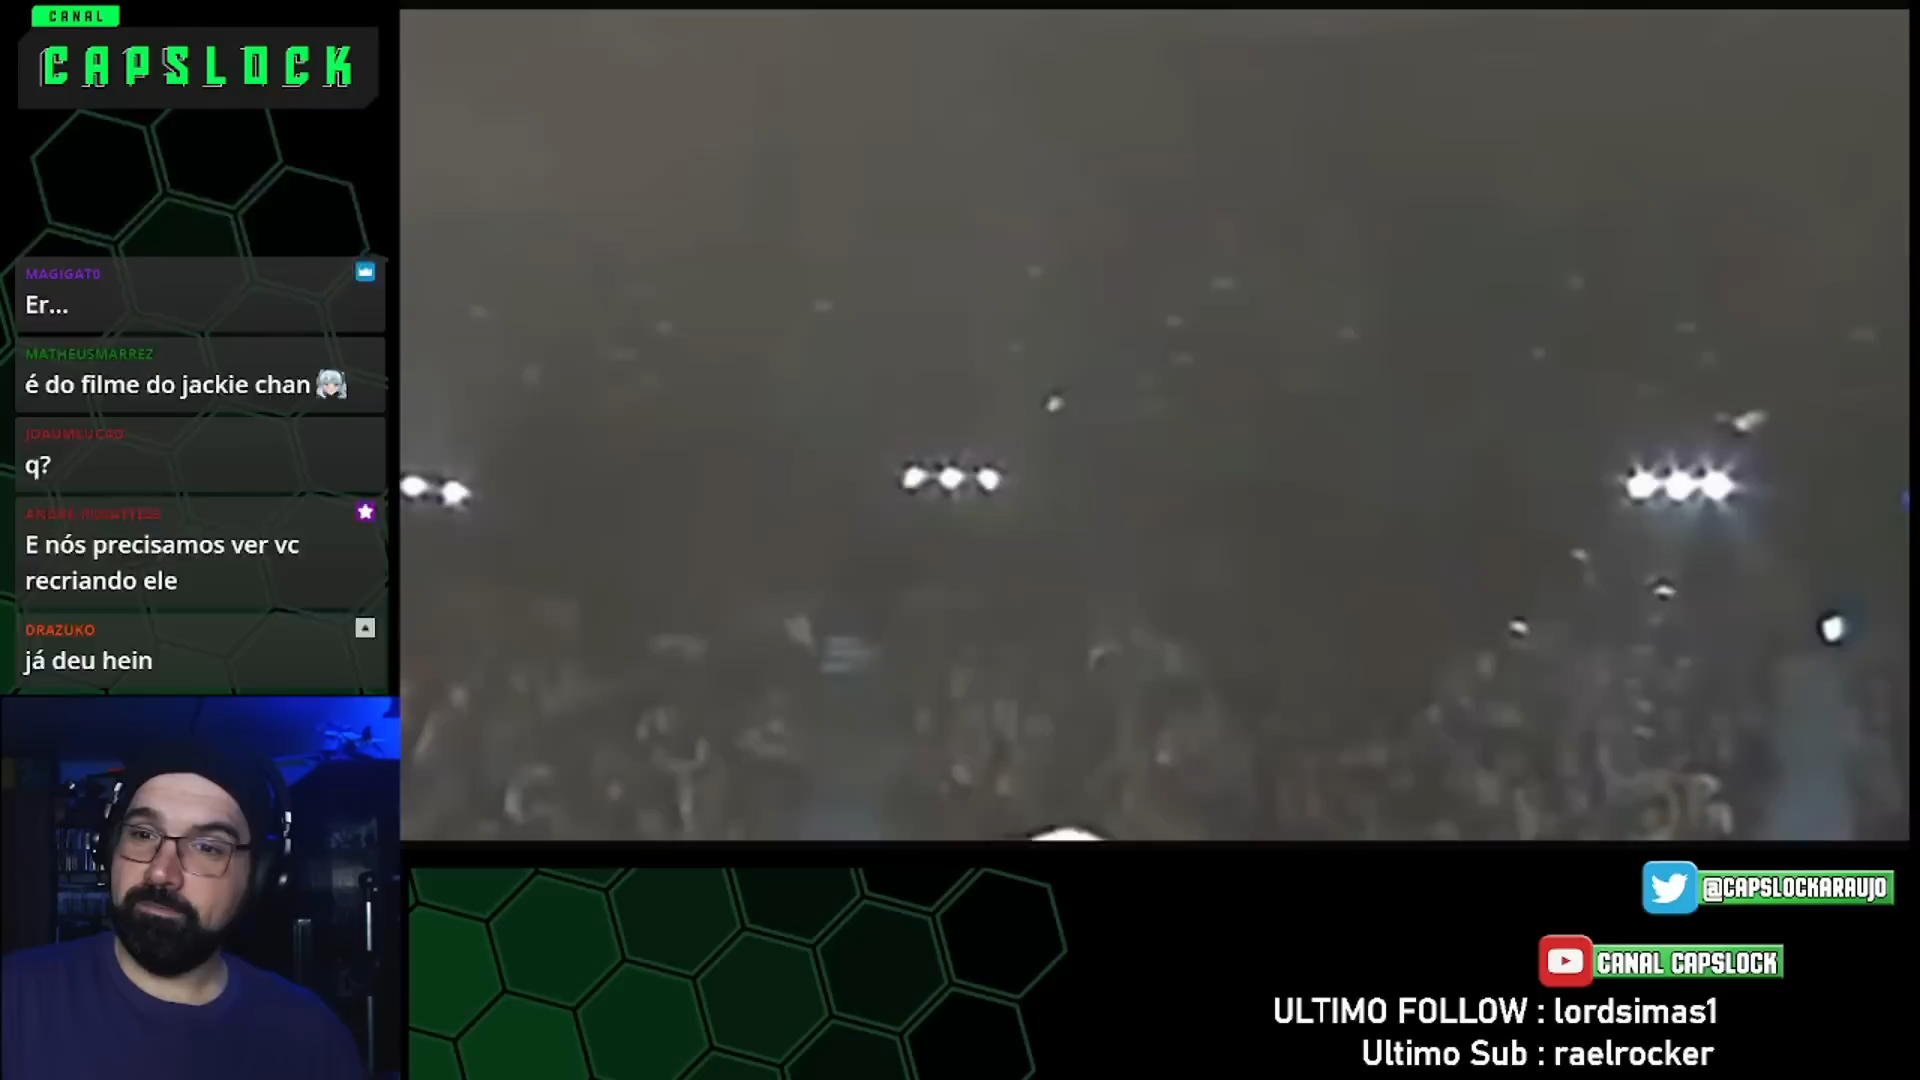 CANAL
CAPSLOCK
MAGIGAT0
Er...
MATHEUSMARREZ
é do filme do jackie chan
q?
E nós precisamos ver vc
recriando ele
DRAZUKO
já deu hein
@CAPSLOCKARAUJO
CANAL CAPSLOCK
ULTIMO FOLLOW : lordsimas1
Ultimo Sub : raelrocker